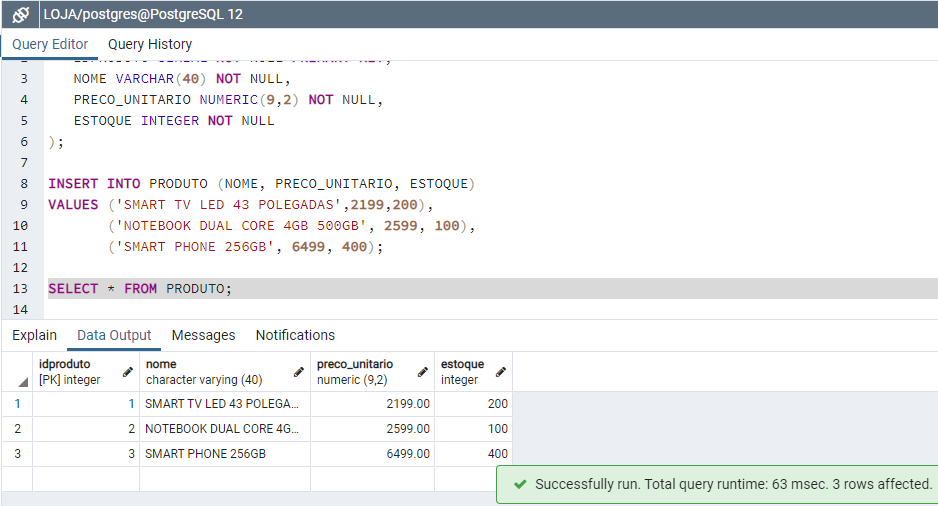 LOJA/postgres@PostgreSQL 12
Query Editor Query History
3 NOME VARCHAR(40) NOT NULL,
4 PRECO_UNITARIO NUMERIC(9,2) NOT NULL,
5 ESTOQUE INTEGER NOT NULL
6 );
7
8 INSERT INTO PRODUTO (NOME, PRECO_UNITARIO, ESTOQUE)
9 VALUES ('SMART TV LED 43 POLEGADAS',2199,200),
10 ('NOTEBOOK DUAL CORE 4GB 500GB', 2599, 100),
11 ('SMART PHONE 256GB', 6499, 400);
12
13 SELECT * FROM PRODUTO;
14
Explain Data Output Messages Notifications
idproduto nome preco_unitario estoque
[PK] integer character varying (40) numeric (9,2) integer
1 1 SMART TV LED 43 POLEGA... 2199.00 200
2 2 NOTEBOOK DUAL CORE 4G... 2599.00 100
3 3 SMART PHONE 256GB 6499.00 400
Successfully run. Total query runtime: 63 msec. 3 rows affected.